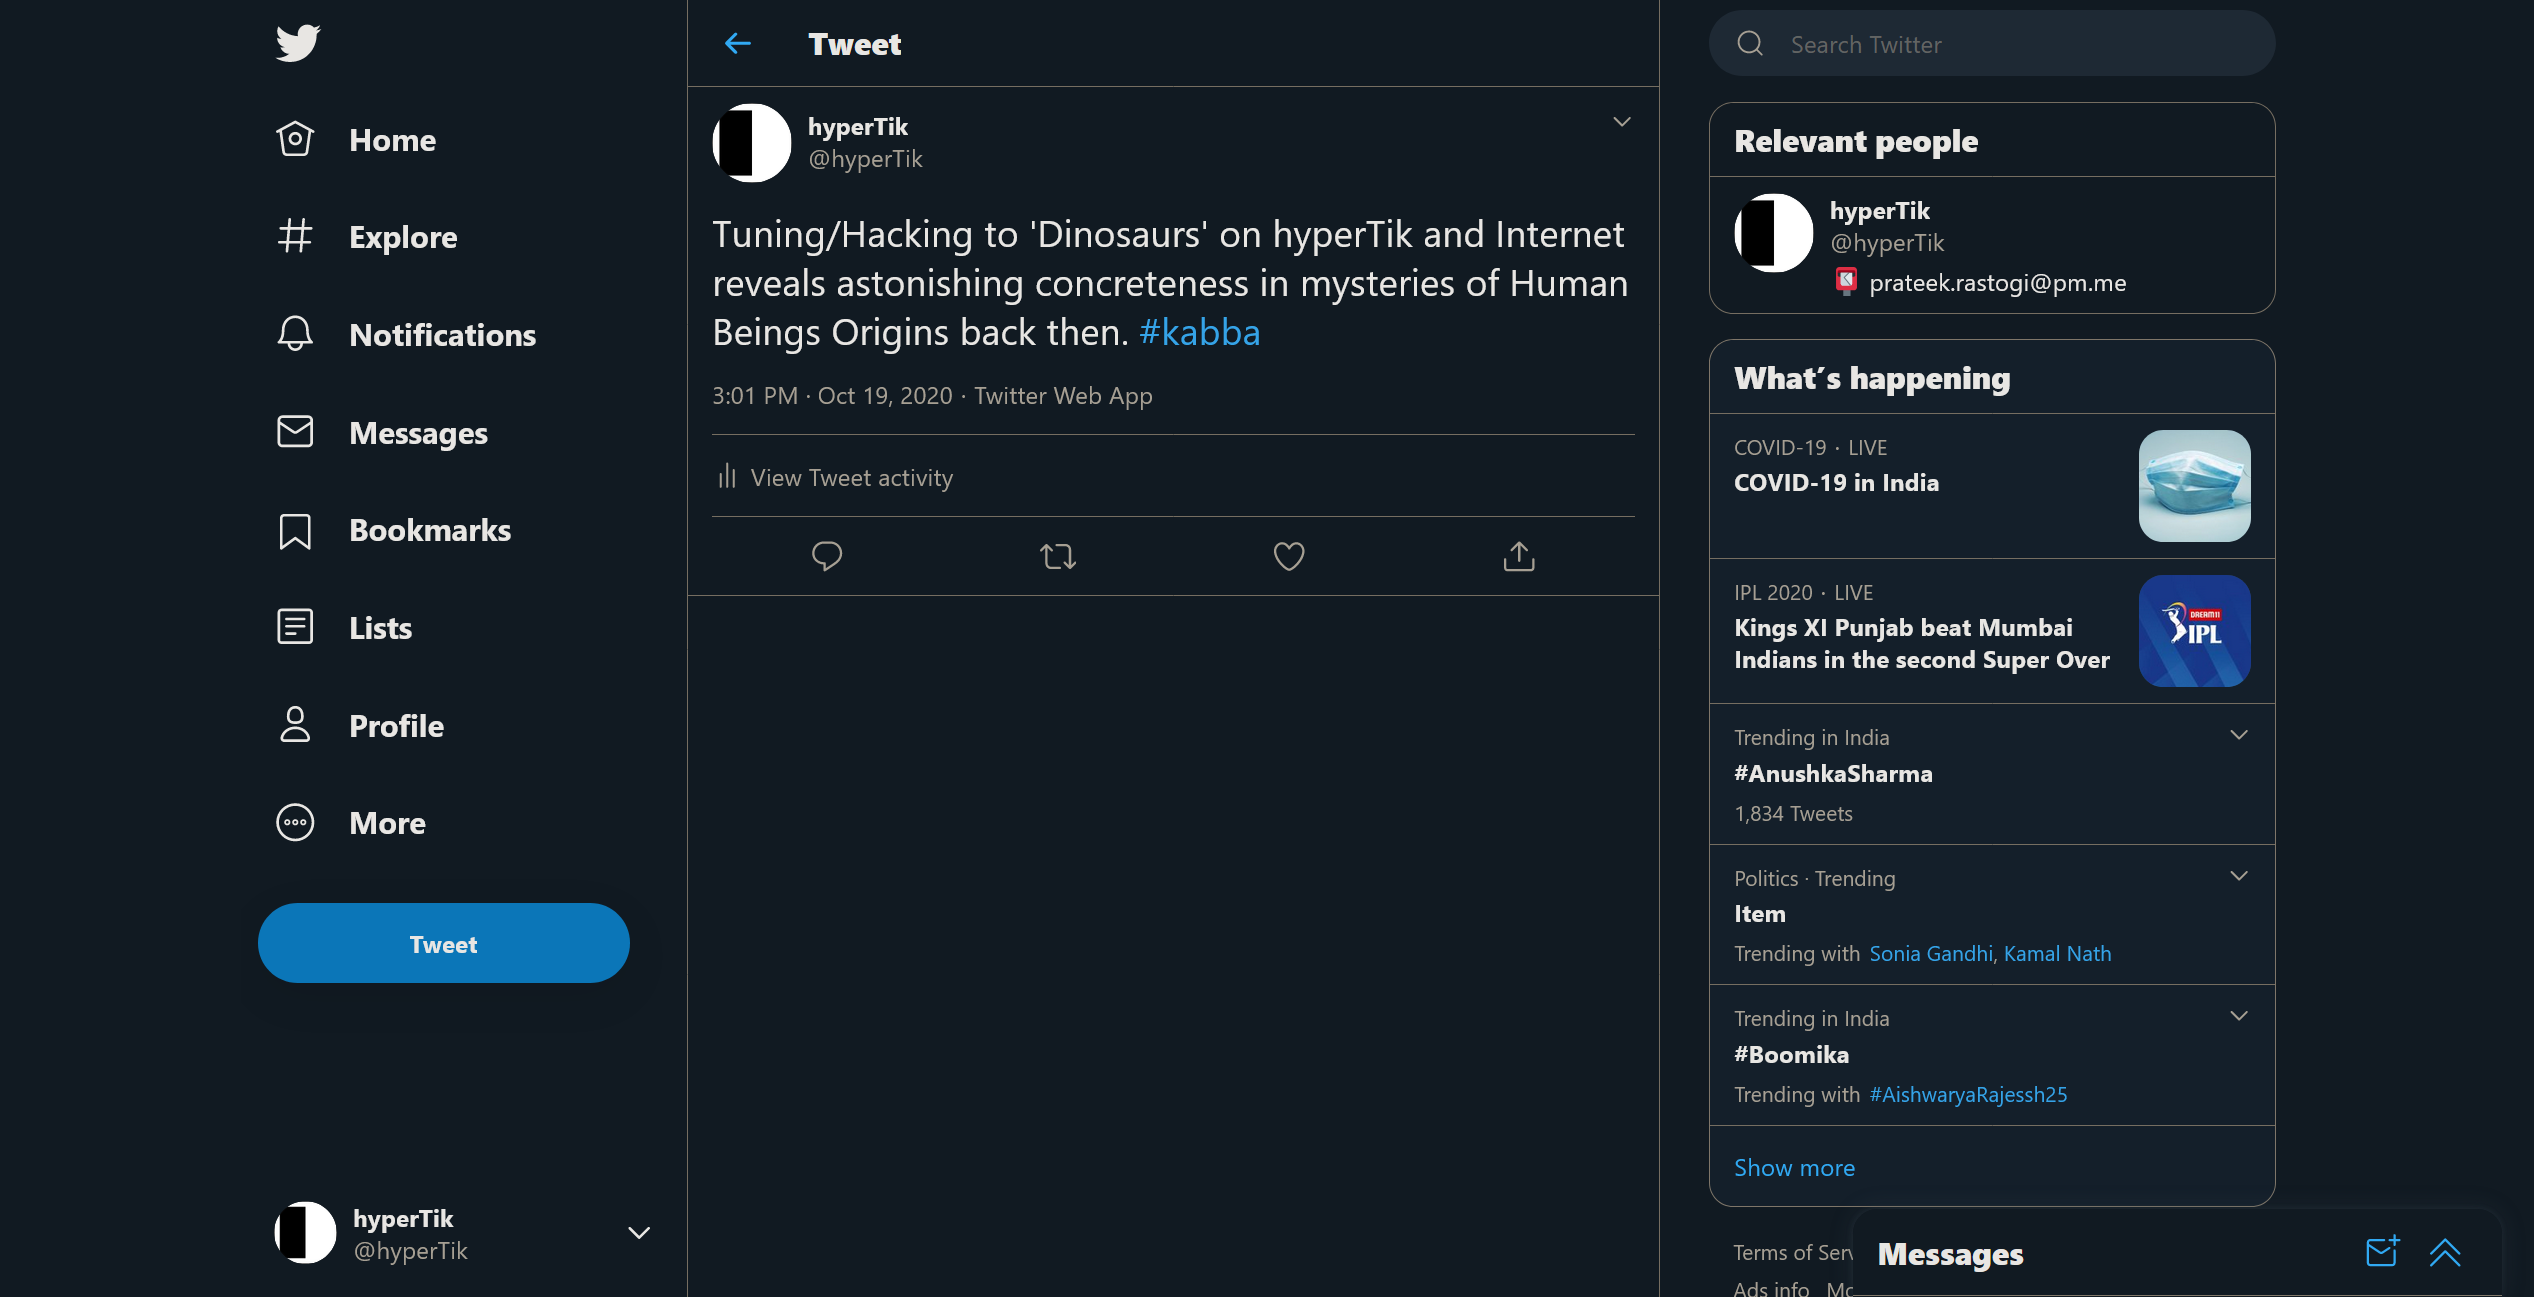 Home
Explore
Notifications
Messages
Bookmarks
Lists
Profile
More
Tweet
hyperTik
@hyperTik
Tweet
hyperTik
@hyperTik
Tuning/Hacking to 'Dinosaurs' on hyperTik and Internet
reveals astonishing concreteness in mysteries of Human
Beings Origins back then. #kabba
3:01 PM · Oct 19, 2020 · Twitter Web App
View Tweet activity
Search Twitter
Relevant people
hyperTik
@hyperTik
prateek.rastogi@pm.me
What's happening
COVID-19 · LIVE
COVID-19 in India
IPL 2020 · LIVE
Kings XI Punjab beat Mumbai
Indians in the second Super Over
DREAM11
IPL
Trending in India
#AnushkaSharma
1,834 Tweets
Politics · Trending
Item
Trending with Sonia Gandhi, Kamal Nath
Trending in India
#Boomika
Trending with #AishwaryaRajessh25
Show more
Terms of
Ads info
Messages